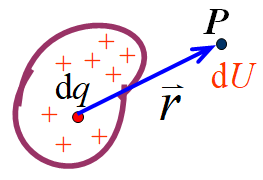 P
dU
dq
+ + + + + + + + +
r⃗